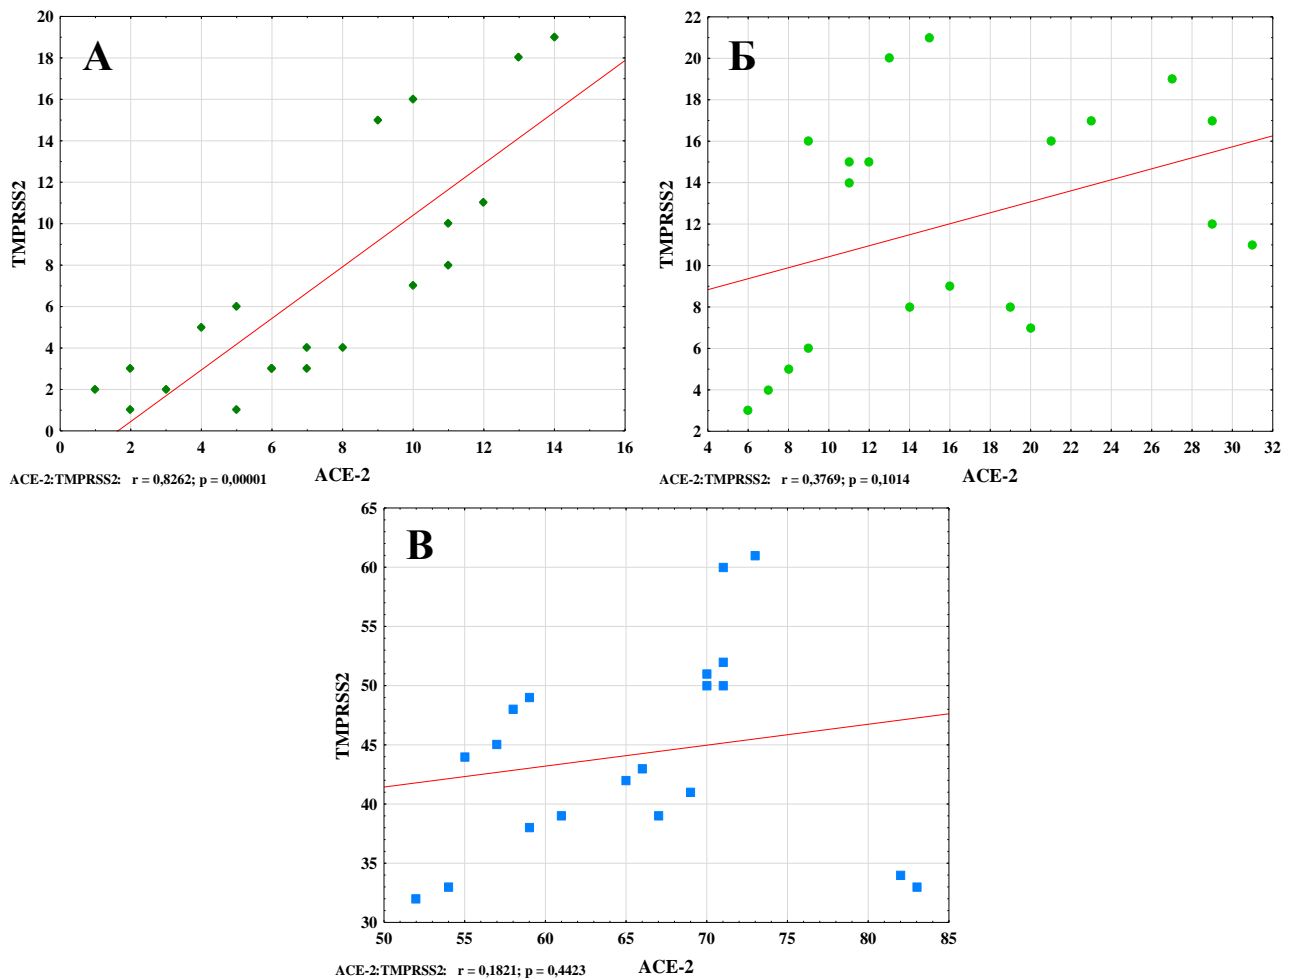 А
TMPRSS2
20
18
16
14
12
10
8
6
4
2
0
0 2 4 6 8 10 12 14 16
ACE-2
ACE-2:TMPRSS2: r = 0,8262; p = 0,00001
Б
TMPRSS2
22
20
18
16
14
12
10
8
6
4
2
4 6 8 10 12 14 16 18 20 22 24 26 28 30 32
ACE-2
ACE-2:TMPRSS2: r = 0,3769; p = 0,1014
В
TMPRSS2
65
60
55
50
45
40
35
30
50 55 60 65 70 75 80 85
ACE-2
ACE-2:TMPRSS2: r = 0,1821; p = 0,4423